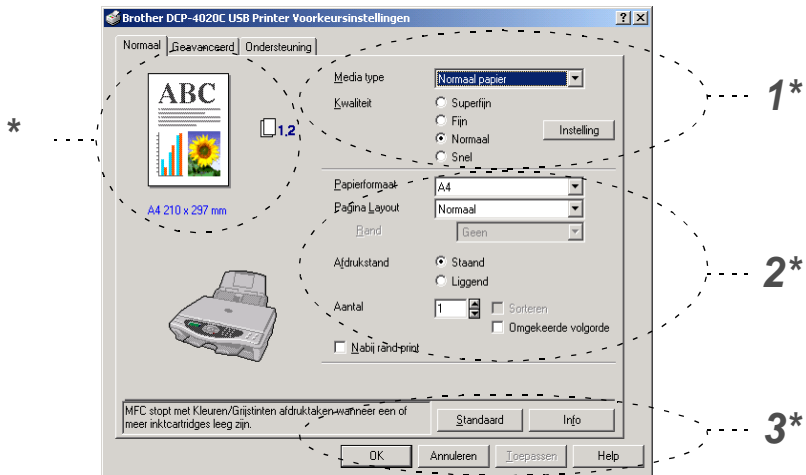 Brother DCP-4020C USB Printer Voorkeursinstellingen
Normaal Geavanceerd Ondersteuning
ABC
1,2
A4 210 x 297 mm
*
Media type Normaal papier
Kwaliteit Superfijn
Fijn
Normaal
Snel
Instelling
1*
Papierformaat A4
Pagina Layout Normaal
Rand Geen
Afdrukstand Staand
Liggend
Aantal 1 Sorteren
Omgekeerde volgorde
Nabij rand-print
2*
MFC stopt met Kleuren/Grijstinten afdruktaken wanneer een of
meer inktcartridges leeg zijn.
Standaard Info
OK Annuleren Toepassen Help
3*